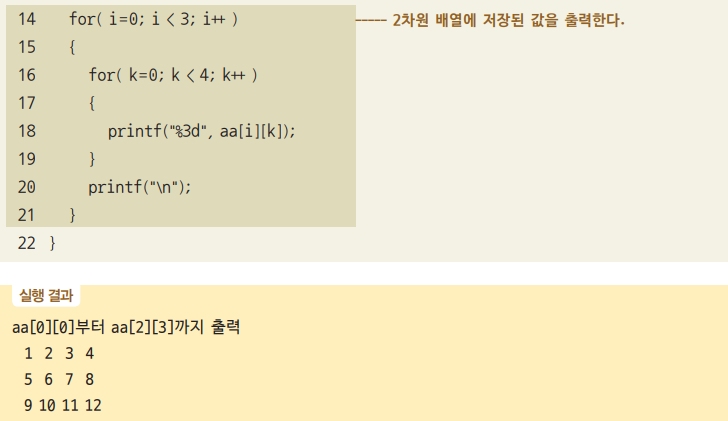 14 for( i=0; i < 3; i++ ) ----- 2차원 배열에 저장된 값을 출력한다.
15 {
16 for( k=0; k < 4; k++ )
17 {
18 printf("%3d", aa[i][k]);
19 }
20 printf("\n");
21 }
22 }
실행 결과
aa[0][0]부터 aa[2][3]까지 출력
1 2 3 4
5 6 7 8
9 10 11 12